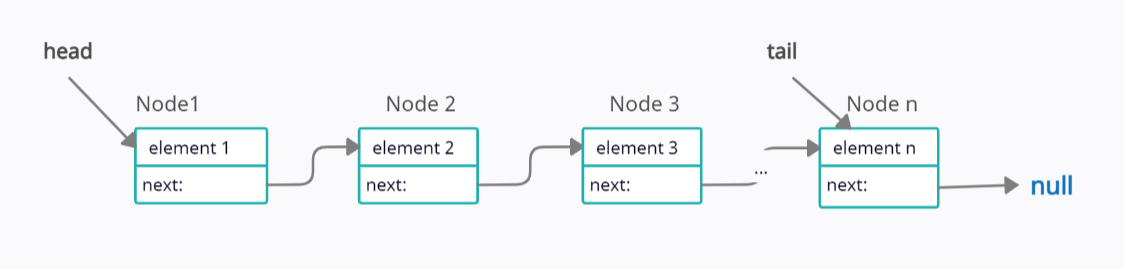 head
tail
Node1
Node 2
Node 3
Node n
element 1
element 2
element 3
element n
next:
next:
next:
...
next:
null